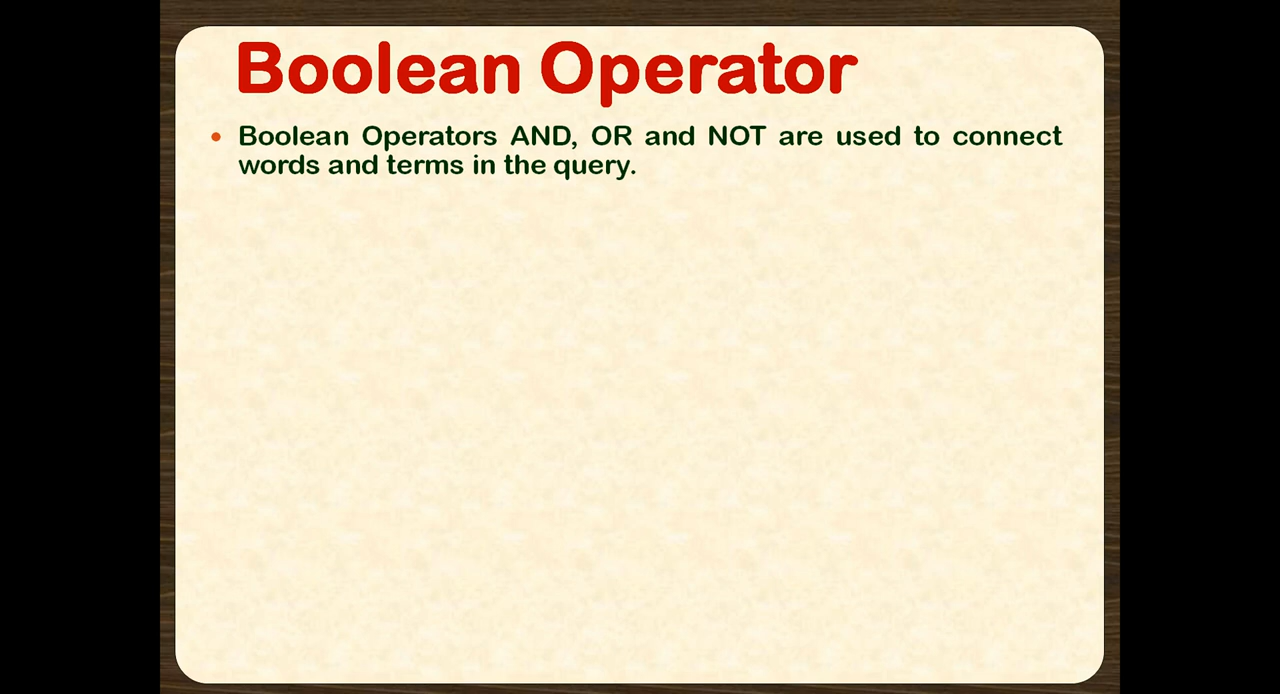 Boolean Operator
• Boolean Operators AND, OR and NOT are used to connect
words and terms in the query.